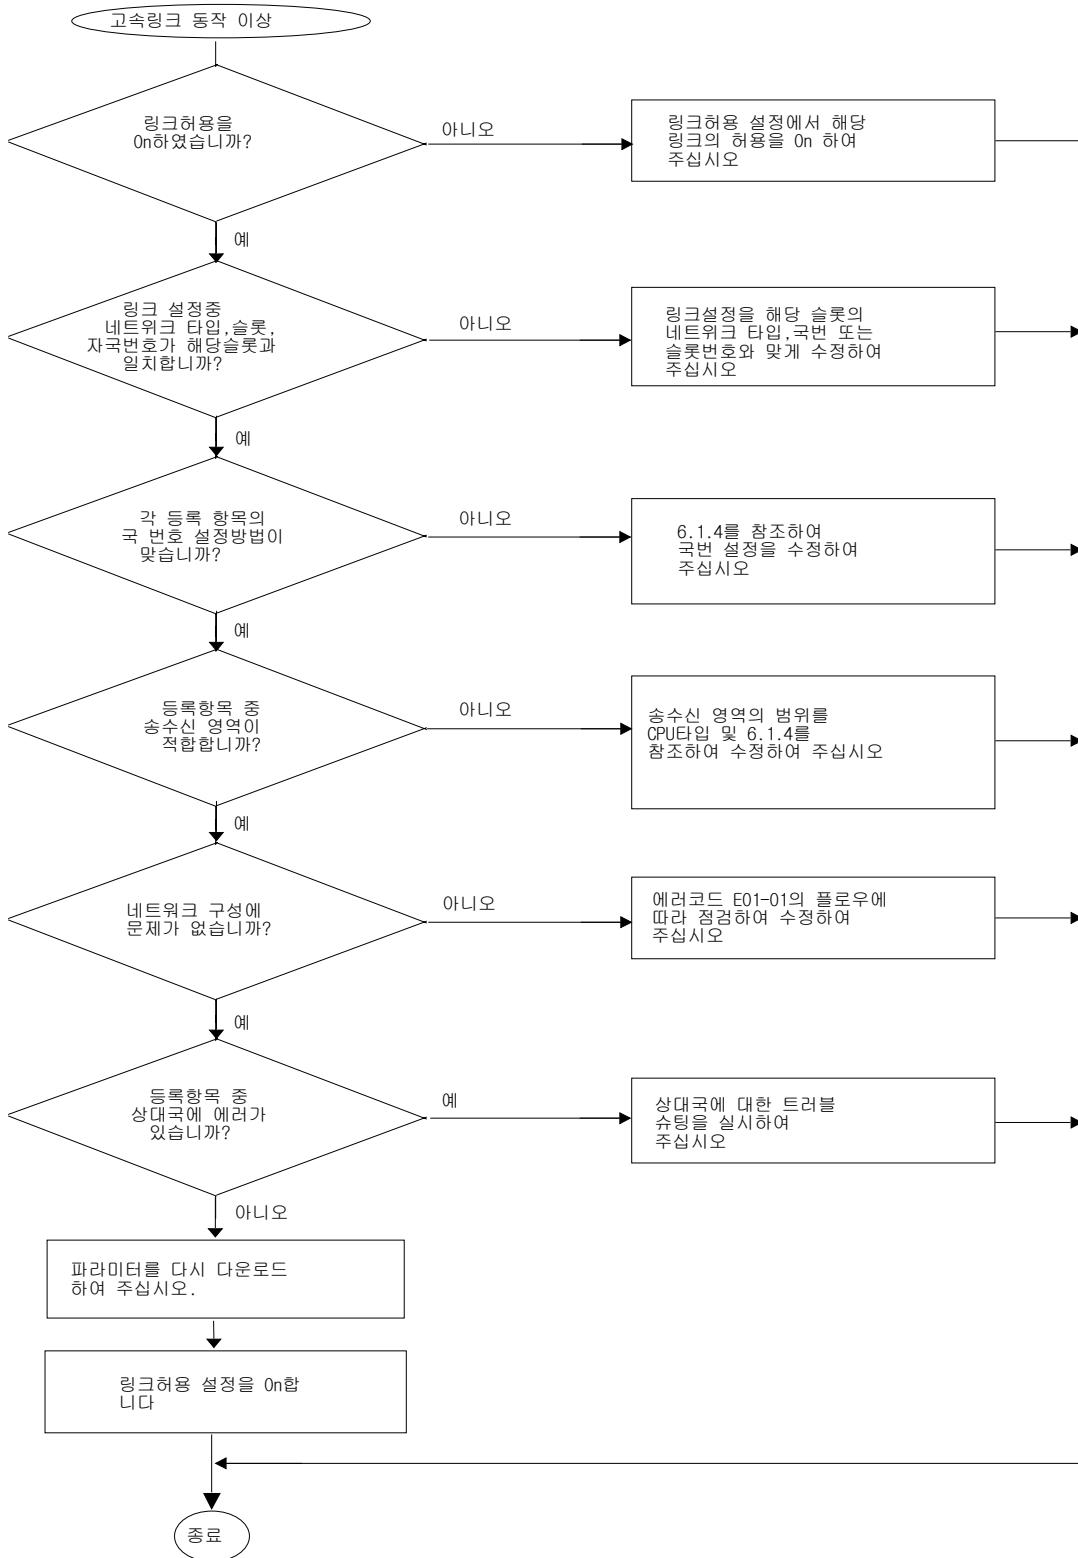 고속링크 동작 이상
링크허용을
On하였습니까?
아니오
링크허용 설정에서 해당
링크의 허용을 On 하여
주십시오
예
링크 설정중
네트워크 타입,슬롯,
자국번호가 해당슬롯과
일치합니까?
아니오
링크설정을 해당 슬롯의
네트워크 타입,국번 또는
슬롯번호와 맞게 수정하여
주십시오
예
각 등록 항목의
국 번호 설정방법이
맞습니까?
아니오
6.1.4를 참조하여
국번 설정을 수정하여
주십시오
예
등록항목 중
송수신 영역이
적합합니까?
아니오
송수신 영역의 범위를
CPU타입 및 6.1.4를
참조하여 수정하여 주십시오
예
네트워크 구성에
문제가 없습니까?
아니오
에러코드 E01-01의 플로우에
따라 점검하여 수정하여
주십시오
예
등록항목 중
상대국에 에러가
있습니까?
예
상대국에 대한 트러블
슈팅을 실시하여
주십시오
아니오
파라미터를 다시 다운로드
하여 주십시오.
링크허용 설정을 On합
니다
종료